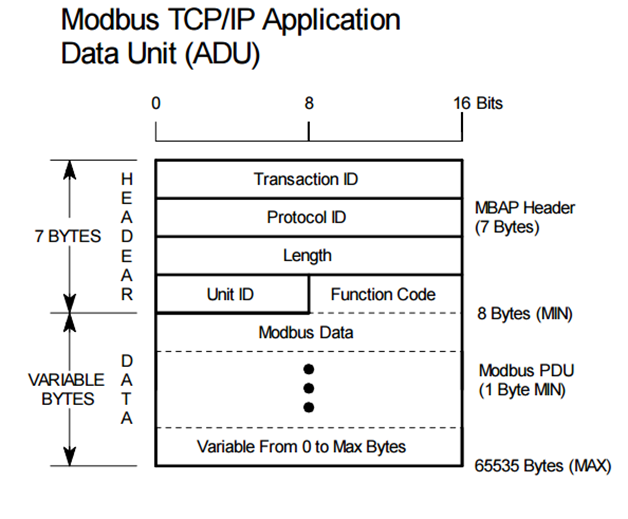 Modbus TCP/IP Application
Data Unit (ADU)
0 8 16 Bits
H
E
A
D
E
A
R
7 BYTES
Transaction ID
Protocol ID
Length
Unit ID Function Code
MBAP Header
(7 Bytes)
8 Bytes (MIN)
Modbus Data
D
A
T
A
VARIABLE
BYTES
Modbus PDU
(1 Byte MIN)
Variable From 0 to Max Bytes
65535 Bytes (MAX)